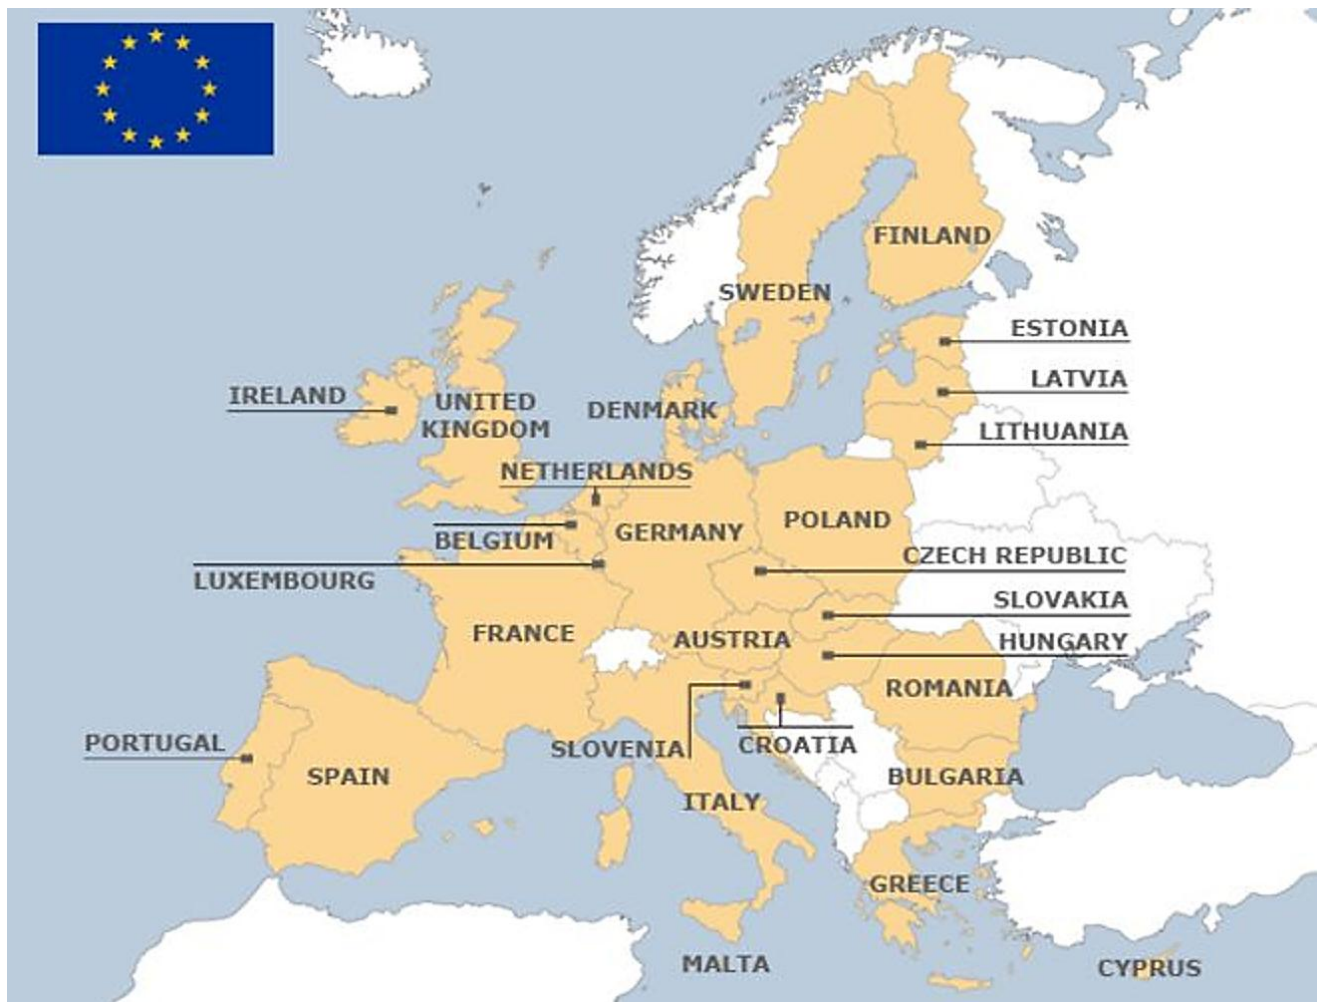 FINLAND
SWEDEN
ESTONIA
LATVIA
IRELAND
UNITED
KINGDOM
DENMARK
LITHUANIA
NETHERLANDS
POLAND
GERMANY
BELGIUM
CZECH REPUBLIC
LUXEMBOURG
SLOVAKIA
FRANCE
AUSTRIA
HUNGARY
ROMANIA
PORTUGAL
SLOVENIA
CROATIA
SPAIN
BULGARIA
ITALY
GREECE
MALTA
CYPRUS